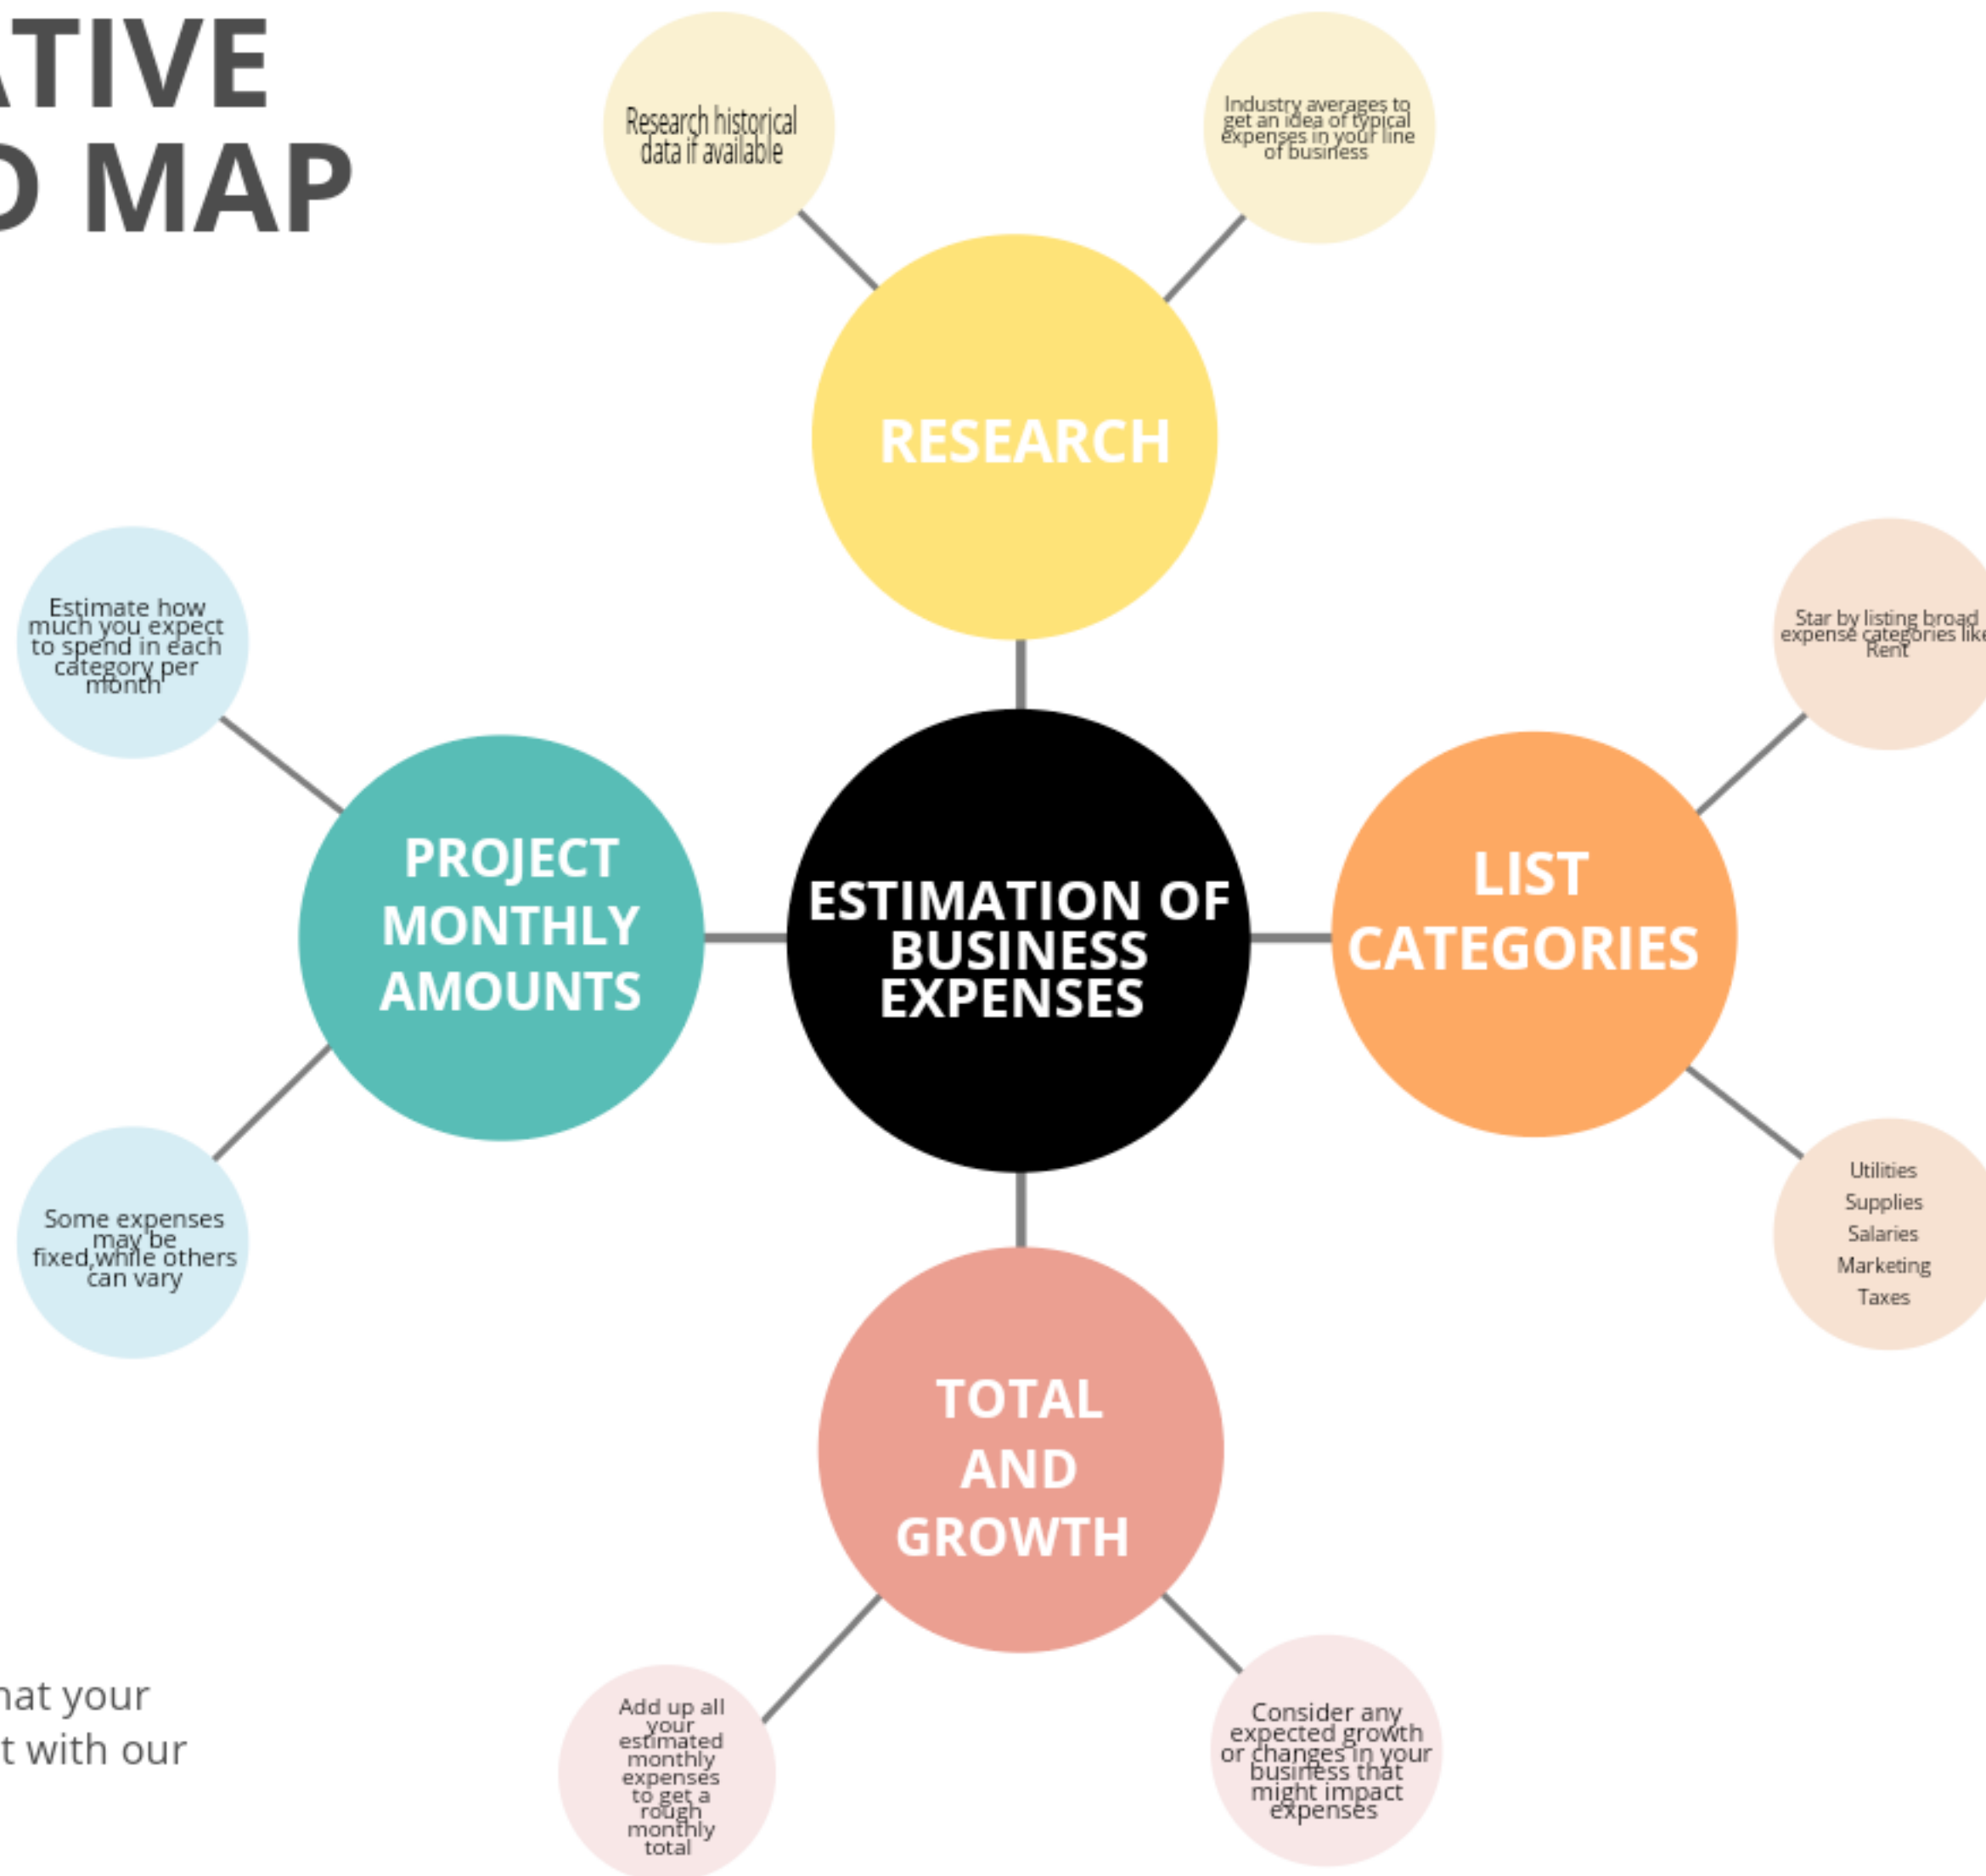 ATIVE
D MAP
Research historical
data if available
Industry averages to
get an idea of typical
expenses in your line
of business
RESEARCH
Estimate how
much you expect
to spend in each
category per
month
Star by listing broad
expense categories like
Rent
PROJECT
MONTHLY
AMOUNTS
ESTIMATION OF
BUSINESS
EXPENSES
LIST
CATEGORIES
Some expenses
may be
fixed,while others
can vary
Utilities
Supplies
Salaries
Marketing
Taxes
TOTAL
AND
GROWTH
hat your
t with our
Add up all
your
estimated
monthly
expenses
to get a
rough
monthly
total
Consider any
expected growth
or changes in your
business that
might impact
expenses